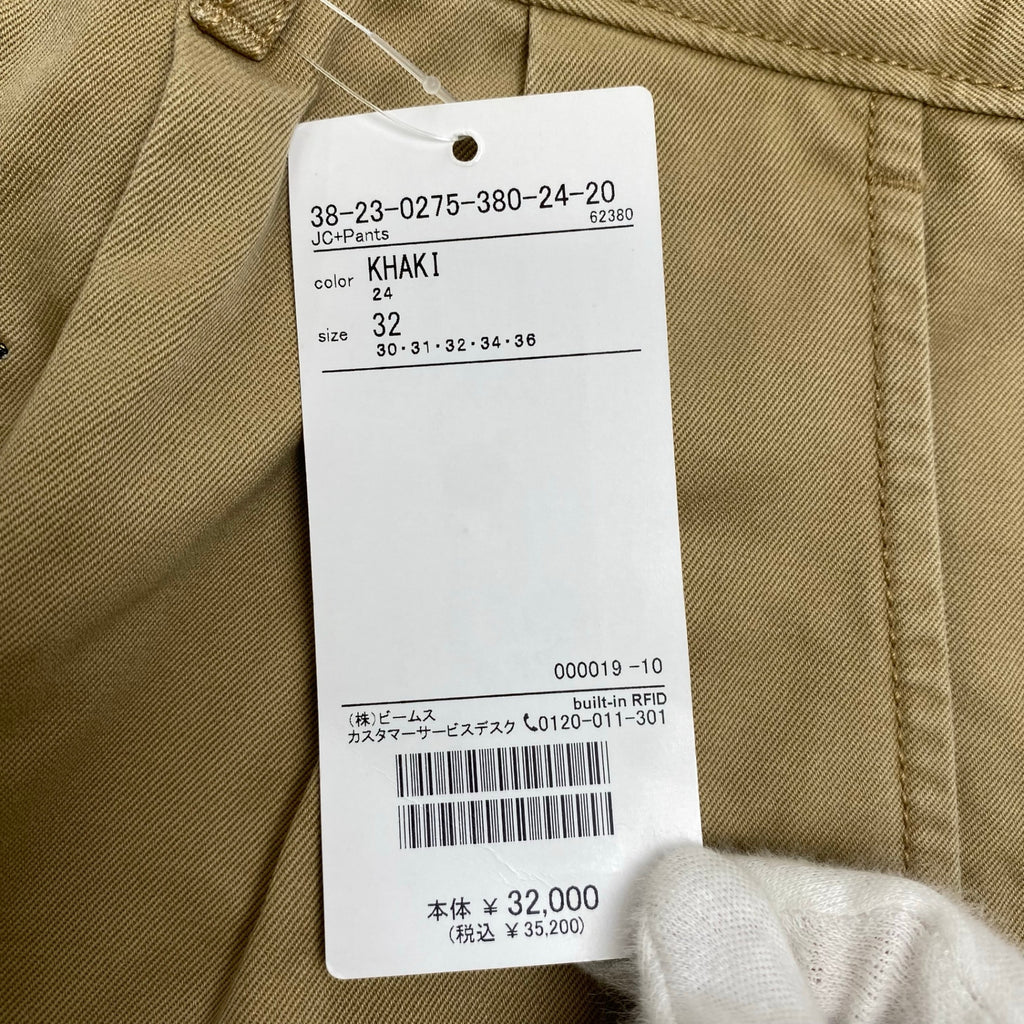 38-23-0275-380-24-20
JC+Pants 62380
color KHAKI
24
size 32
30・31・32・34・36
000019 -10
built-in RFID
(株)ビームス
カスタマーサービスデスク 0120-011-301
本体 ¥ 32,000
(税込 ¥ 35,200)